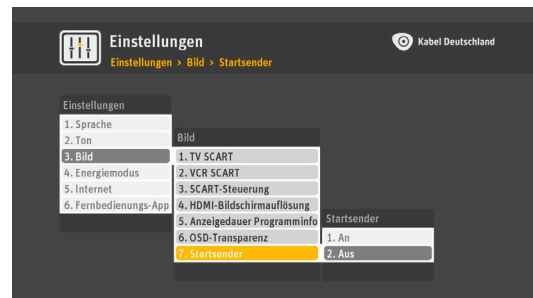 Einstellungen
Kabel Deutschland
Einstellungen > Bild > Startsender
Einstellungen
1. Sprache
2. Ton
3. Bild
4. Energiemodus
5. Internet
6. Fernbedienungs-App
Bild
1. TV SCART
2. VCR SCART
3. SCART-Steuerung
4. HDMI-Bildschirmauflösung
5. Anzeigedauer Programminfo
6. OSD-Transparenz
7. Startsender
Startsender
1. An
2. Aus